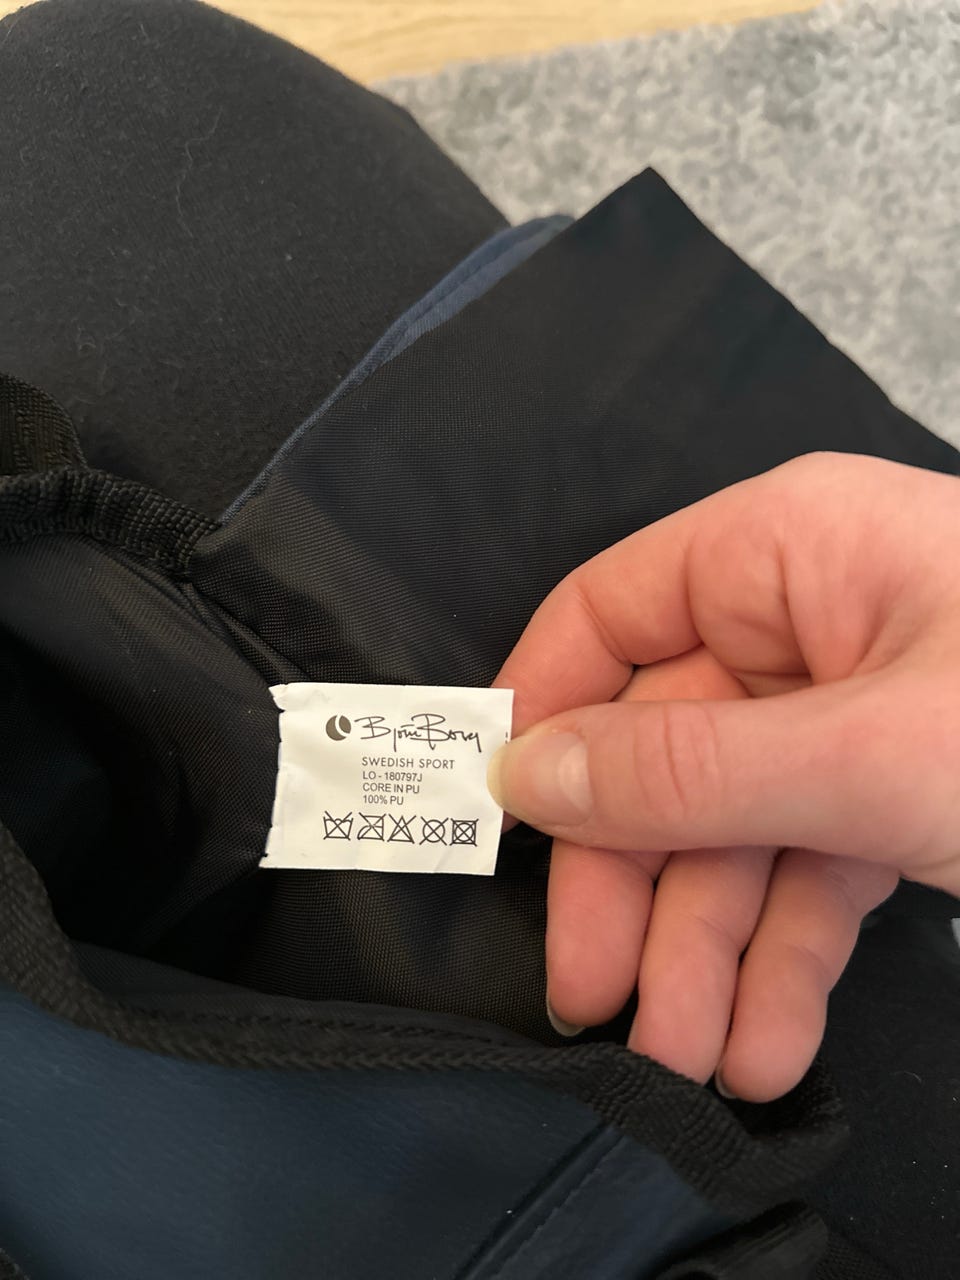 Björn Borg
SWEDISH SPORT
LO - 180797J
CORE IN PU
100% PU